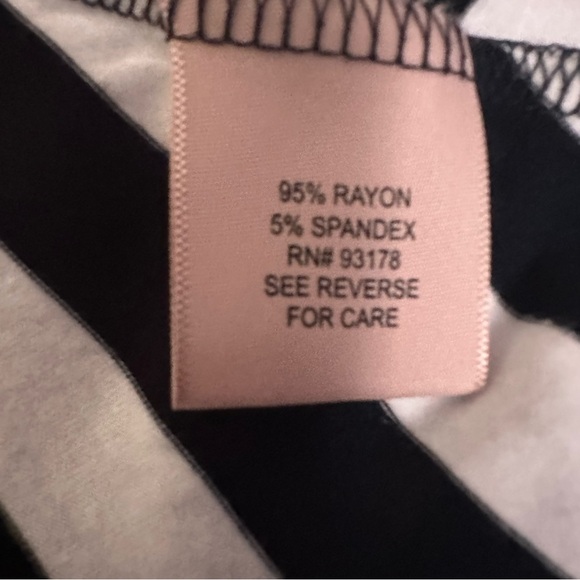 95% RAYON
5% SPANDEX
RN# 93178
SEE REVERSE
FOR CARE